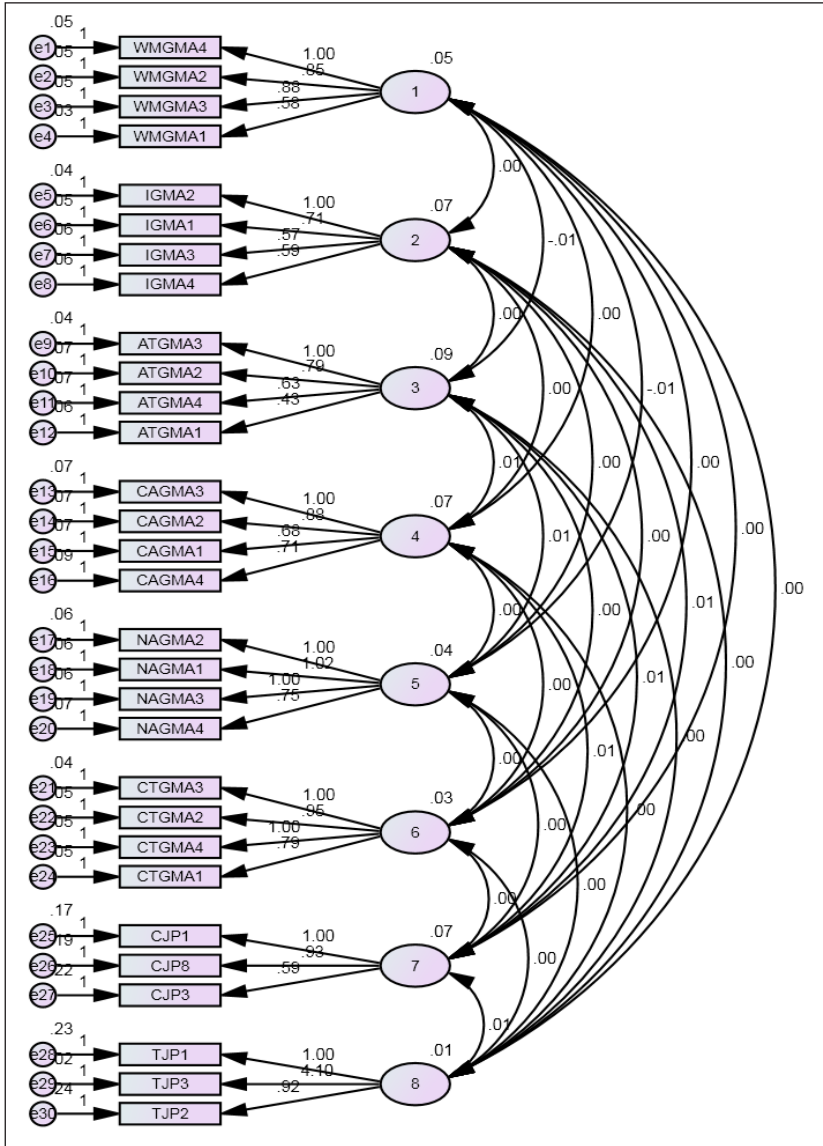 .05
e1 1 WMGMA4 1.00
.05
e2 1 WMGMA2 .85
.05
e3 1 WMGMA3 .88
.03
e4 1 WMGMA1 .58
.05
1
.00
.04
e5 1 IGMA2 1.00
.05
e6 1 IGMA1 .71
.06
e7 1 IGMA3 .57
.06
e8 1 IGMA4 .59
.07
2
-.01
.00
.00
.04
e9 1 ATGMA3 1.00
.07
e10 1 ATGMA2 .79
.07
e11 1 ATGMA4 .63
.06
e12 1 ATGMA1 .43
.09
3
.00
-.01
.01
.00
.00
.07
e13 1 CAGMA3 1.00
.07
e14 1 CAGMA2 .88
.07
e15 1 CAGMA1 .68
.09
e16 1 CAGMA4 .71
.07
4
.01
.00
.00
.00
.00
.01
.00
.06
e17 1 NAGMA2 1.00
.06
e18 1 NAGMA1 1.02
.06
e19 1 NAGMA3 1.00
.07
e20 1 NAGMA4 .75
.04
5
.00
.01
.00
.00
.01
.00
.04
e21 1 CTGMA3 1.00
.05
e22 1 CTGMA2 .95
.05
e23 1 CTGMA4 1.00
.05
e24 1 CTGMA1 .79
.03
6
.00
.00
.00
.00
.17
e25 1 CJP1 1.00
.19
e26 1 CJP8 .93
.22
e27 1 CJP3 .59
.07
7
.00
.01
.23
e28 1 TJP1 1.00
.02
e29 1 TJP3 4.10
.24
e30 1 TJP2 .92
.01
8